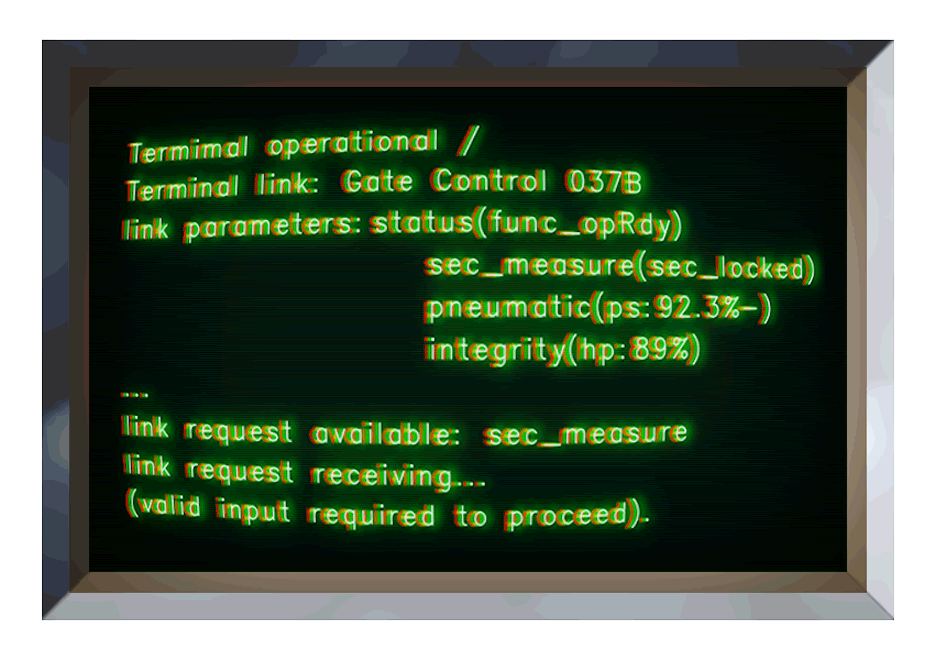 Termimal operational /
Terminal link: Gate Control 037B
link parameters: status(func_opRdy)
sec_measure(sec_locked)
pneumatic(ps:92.3%-)
integrity(hp:89%)
....
link request available: sec_measure
link request receiving....
(valid input required to proceed).